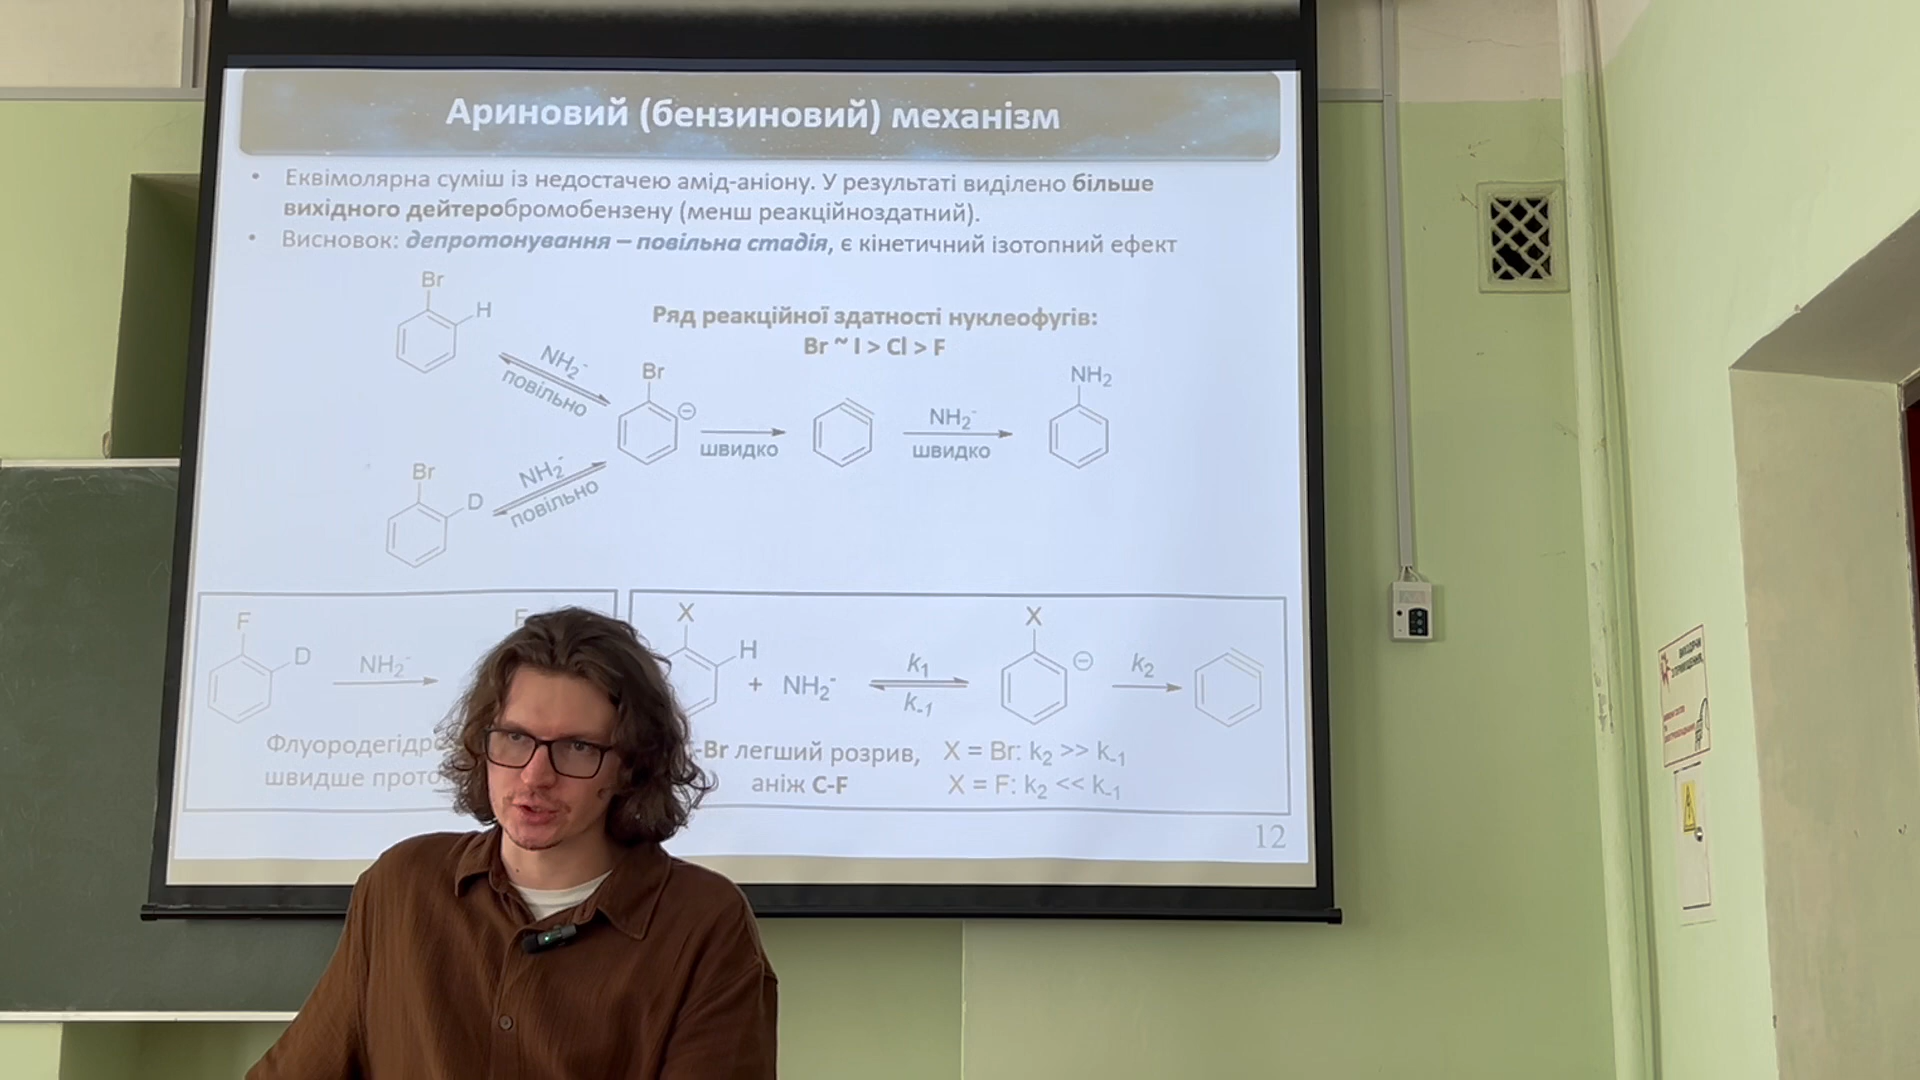 Ариновий (бензиновий) механізм
• Еквімолярна суміш із недостачею амід-аніону. У результаті виділено більше
вихідного дейтеробромобензену (менш реакційноздатний).
• Висновок: депротонування – повільна стадія, є кінетичний ізотопний ефект
Br
H
Ряд реакційної здатності нуклеофугів:
Br ~ I > Cl > F
NH2-
повільно
Br
⊖
швидко
NH2-
швидко
NH2
Br
D
NH2-
повільно
F
D
NH2-
F
X
H
+ NH2-
k1
k-1
X
⊖
k2
швидше
-Br легший розрив,
аніж C-F
X = Br: k2 >> k-1
X = F: k2 << k-1
12